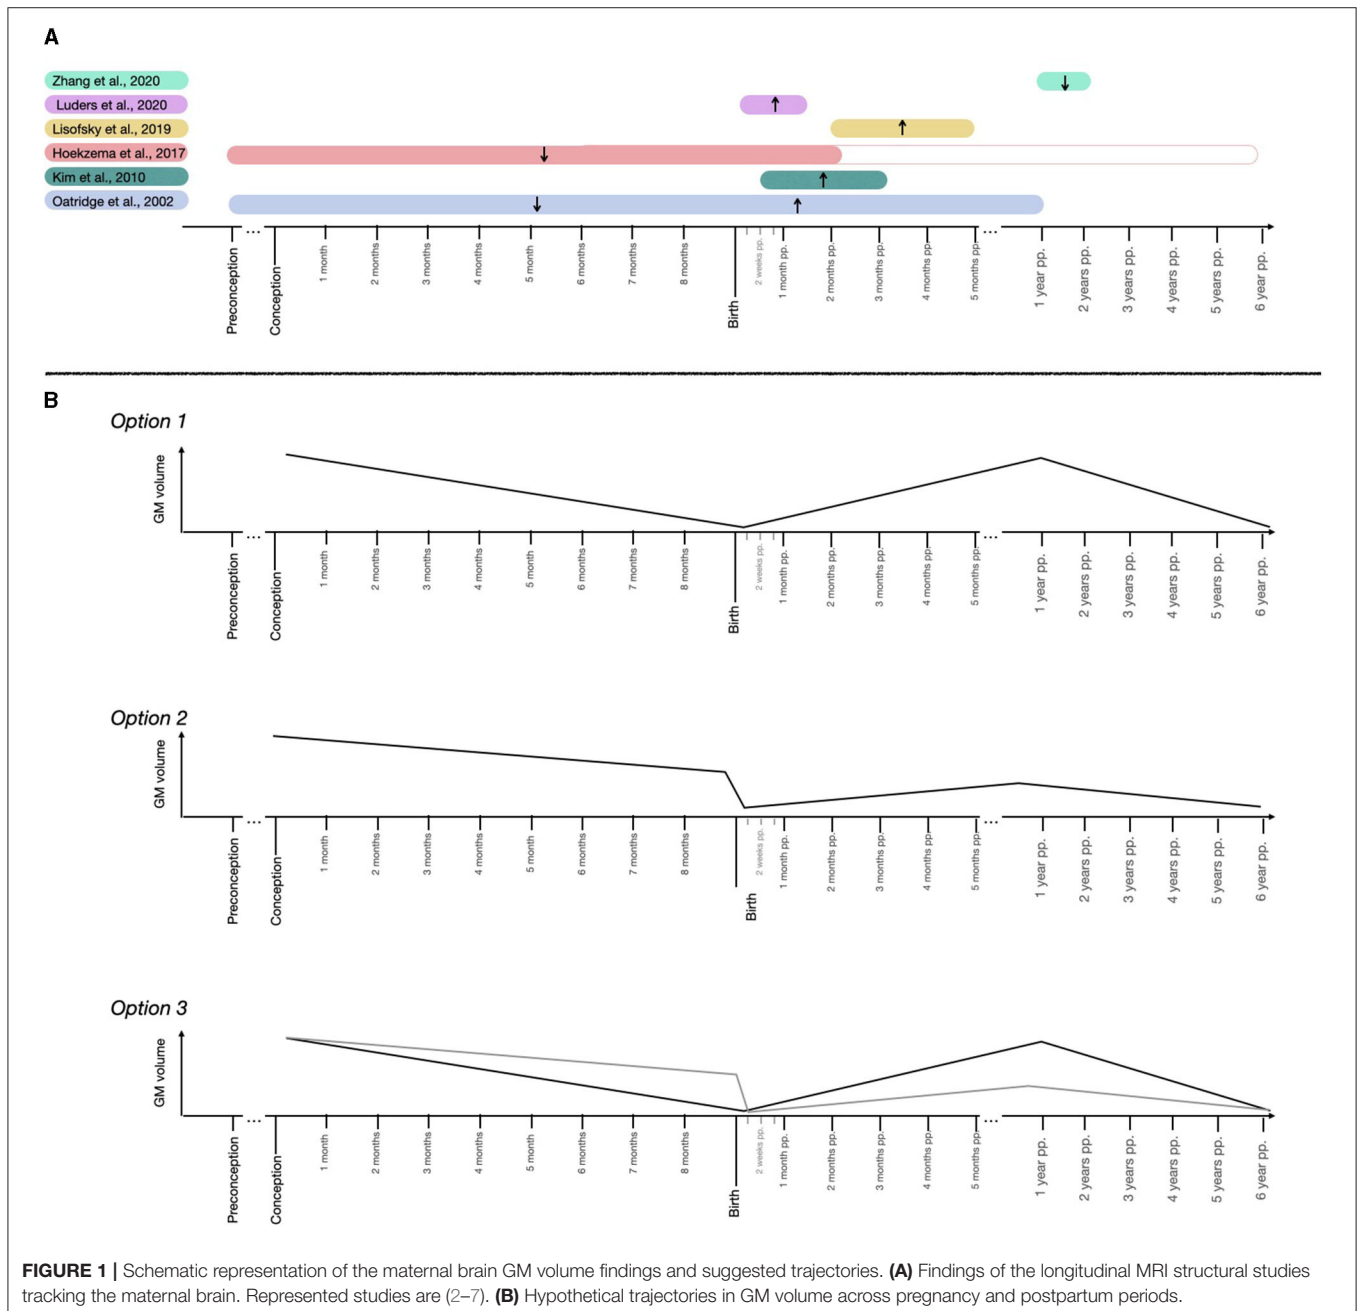 A
Zhang et al., 2020
Luders et al., 2020
Lisofsky et al., 2019
Hoekzema et al., 2017
Kim et al., 2010
Oatridge et al., 2002
... ...
Preconception
Conception
1 month
2 months
3 months
4 months
5 month
6 months
7 months
8 months
Birth
2 weeks pp.
1 month pp.
2 months pp.
3 months pp.
4 months pp.
5 months pp.
1 year pp.
2 years pp.
3 years pp.
4 years pp.
5 years pp.
6 year pp.
B
Option 1
GM volume
... ...
Preconception
Conception
1 month
2 months
3 months
4 months
5 month
6 months
7 months
8 months
Birth
2 weeks pp.
1 month pp.
2 months pp.
3 months pp.
4 months pp.
5 months pp.
1 year pp.
2 years pp.
3 years pp.
4 years pp.
5 years pp.
6 year pp.
Option 2
GM volume
... ...
Preconception
Conception
1 month
2 months
3 months
4 months
5 month
6 months
7 months
8 months
Birth
2 weeks pp.
1 month pp.
2 months pp.
3 months pp.
4 months pp.
5 months pp.
1 year pp.
2 years pp.
3 years pp.
4 years pp.
5 years pp.
6 year pp.
Option 3
GM volume
... ...
Preconception
Conception
1 month
2 months
3 months
4 months
5 month
6 months
7 months
8 months
Birth
2 weeks pp.
1 month pp.
2 months pp.
3 months pp.
4 months pp.
5 months pp.
1 year pp.
2 years pp.
3 years pp.
4 years pp.
5 years pp.
6 year pp.
FIGURE 1 | Schematic representation of the maternal brain GM volume findings and suggested trajectories. (A) Findings of the longitudinal MRI structural studies
tracking the maternal brain. Represented studies are (2–7). (B) Hypothetical trajectories in GM volume across pregnancy and postpartum periods.